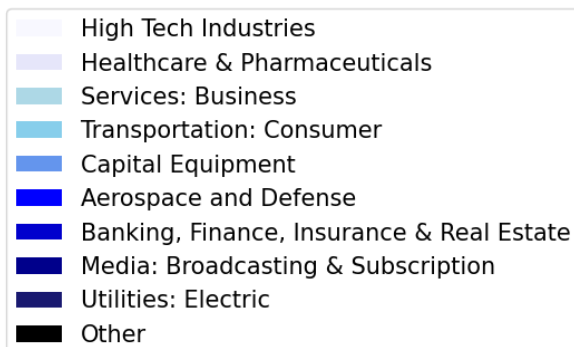 High Tech Industries
Healthcare & Pharmaceuticals
Services: Business
Transportation: Consumer
Capital Equipment
Aerospace and Defense
Banking, Finance, Insurance & Real Estate
Media: Broadcasting & Subscription
Utilities: Electric
Other